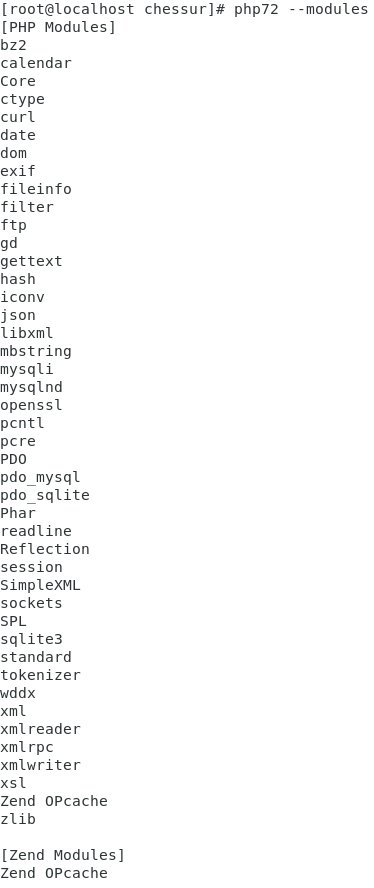 [root@localhost chessur]# php72 --modules
[PHP Modules]
bz2
calendar
Core
ctype
curl
date
dom
exif
fileinfo
filter
ftp
gd
gettext
hash
iconv
json
libxml
mbstring
mysqli
mysqlnd
openssl
pcntl
pcre
PDO
pdo_mysql
pdo_sqlite
Phar
readline
Reflection
session
SimpleXML
sockets
SPL
sqlite3
standard
tokenizer
wddx
xml
xmlreader
xmlrpc
xmlwriter
xsl
Zend OPcache
zlib

[Zend Modules]
Zend OPcache